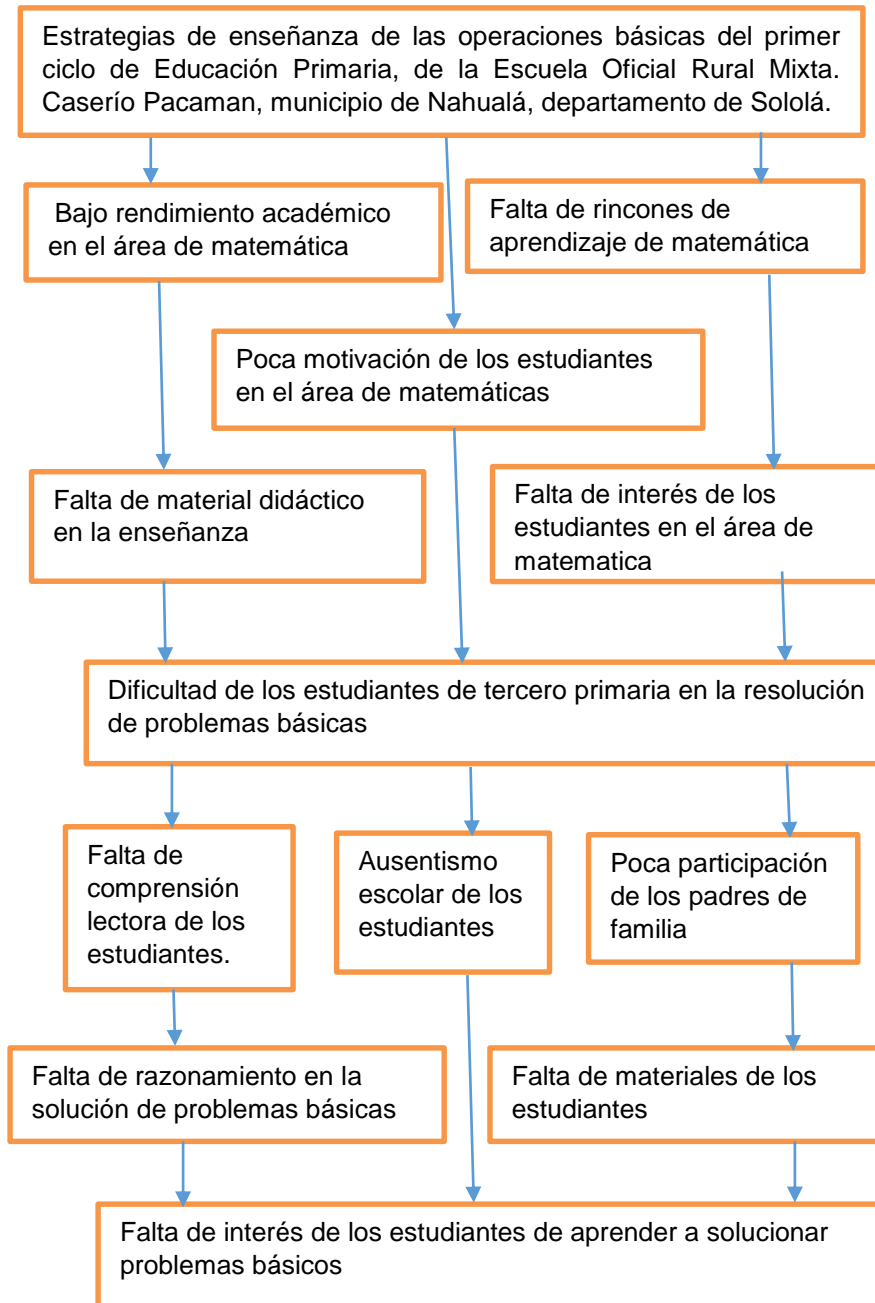 Estrategias de enseñanza de las operaciones básicas del primer
ciclo de Educación Primaria, de la Escuela Oficial Rural Mixta.
Caserío Pacaman, municipio de Nahualá, departamento de Sololá.
Bajo rendimiento académico
en el área de matemática
Falta de rincones de
aprendizaje de matemática
Poca motivación de los estudiantes
en el área de matemáticas
Falta de material didáctico
en la enseñanza
Falta de interés de los
estudiantes en el área de
matematica
Dificultad de los estudiantes de tercero primaria en la resolución
de problemas básicas
Falta de
comprensión
lectora de los
estudiantes.
Ausentismo
escolar de los
estudiantes
Poca participación
de los padres de
familia
Falta de razonamiento en la
solución de problemas básicas
Falta de materiales de los
estudiantes
Falta de interés de los estudiantes de aprender a solucionar
problemas básicos